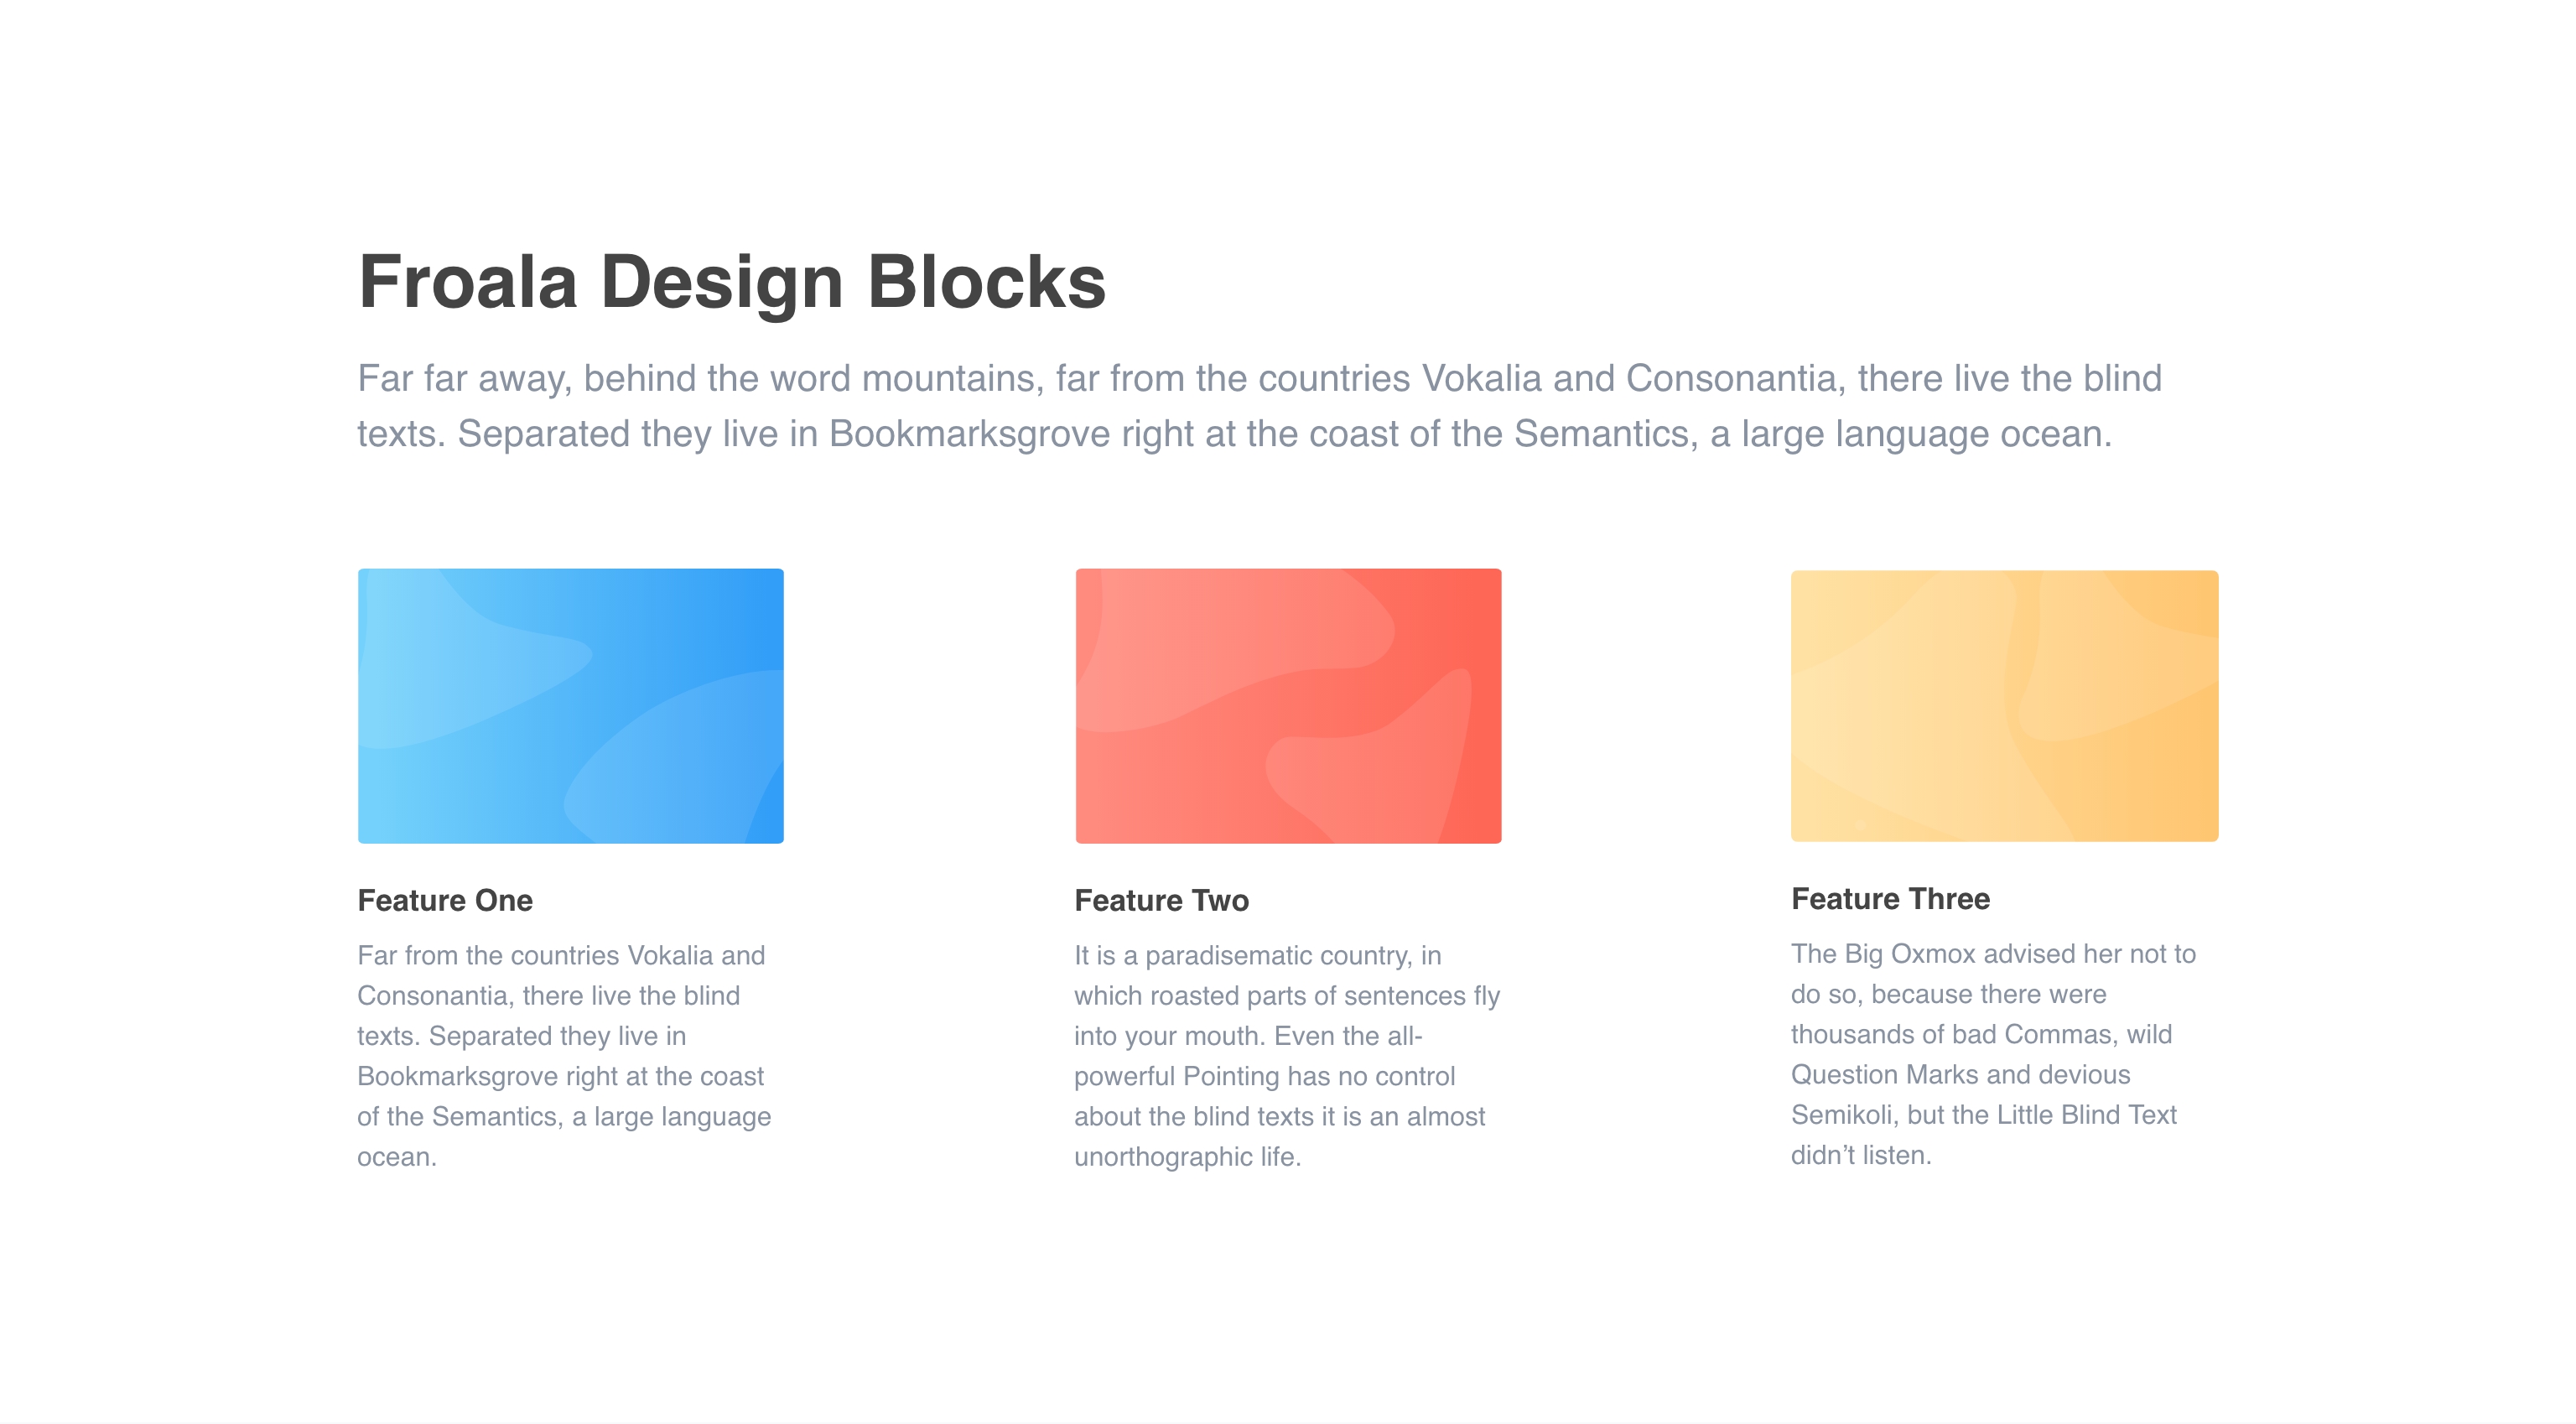 Froala Design Blocks
Far far away, behind the word mountains, far from the countries Vokalia and Consonantia, there live the blind
texts. Separated they live in Bookmarksgrove right at the coast of the Semantics, a large language ocean.
Feature One
Far from the countries Vokalia and
Consonantia, there live the blind
texts. Separated they live in
Bookmarksgrove right at the coast
of the Semantics, a large language
ocean.
Feature Two
It is a paradisematic country, in
which roasted parts of sentences fly
into your mouth. Even the all-
powerful Pointing has no control
about the blind texts it is an almost
unorthographic life.
Feature Three
The Big Oxmox advised her not to
do so, because there were
thousands of bad Commas, wild
Question Marks and devious
Semikoli, but the Little Blind Text
didn’t listen.